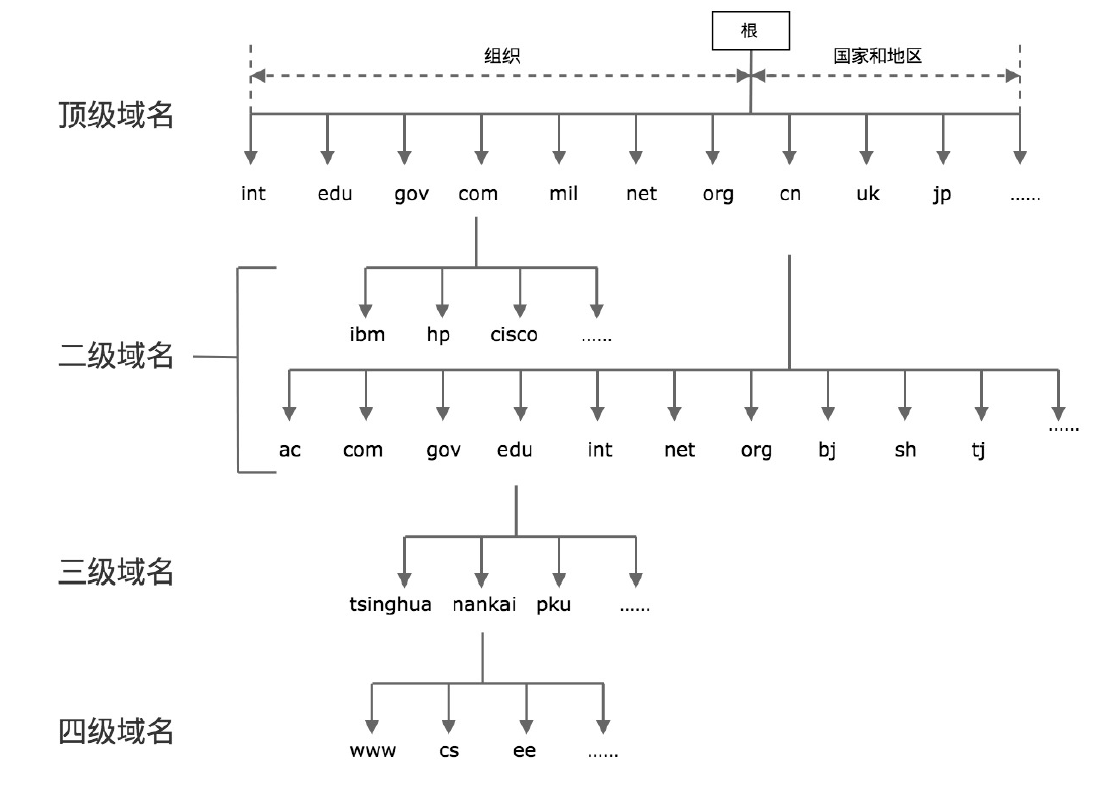 根
组织 国家和地区
顶级域名
int edu gov com mil net org cn uk jp ……
ibm hp cisco ……
二级域名
ac com gov edu int net org bj sh tj ……
三级域名
tsinghua nankai pku ……
四级域名
www cs ee ……